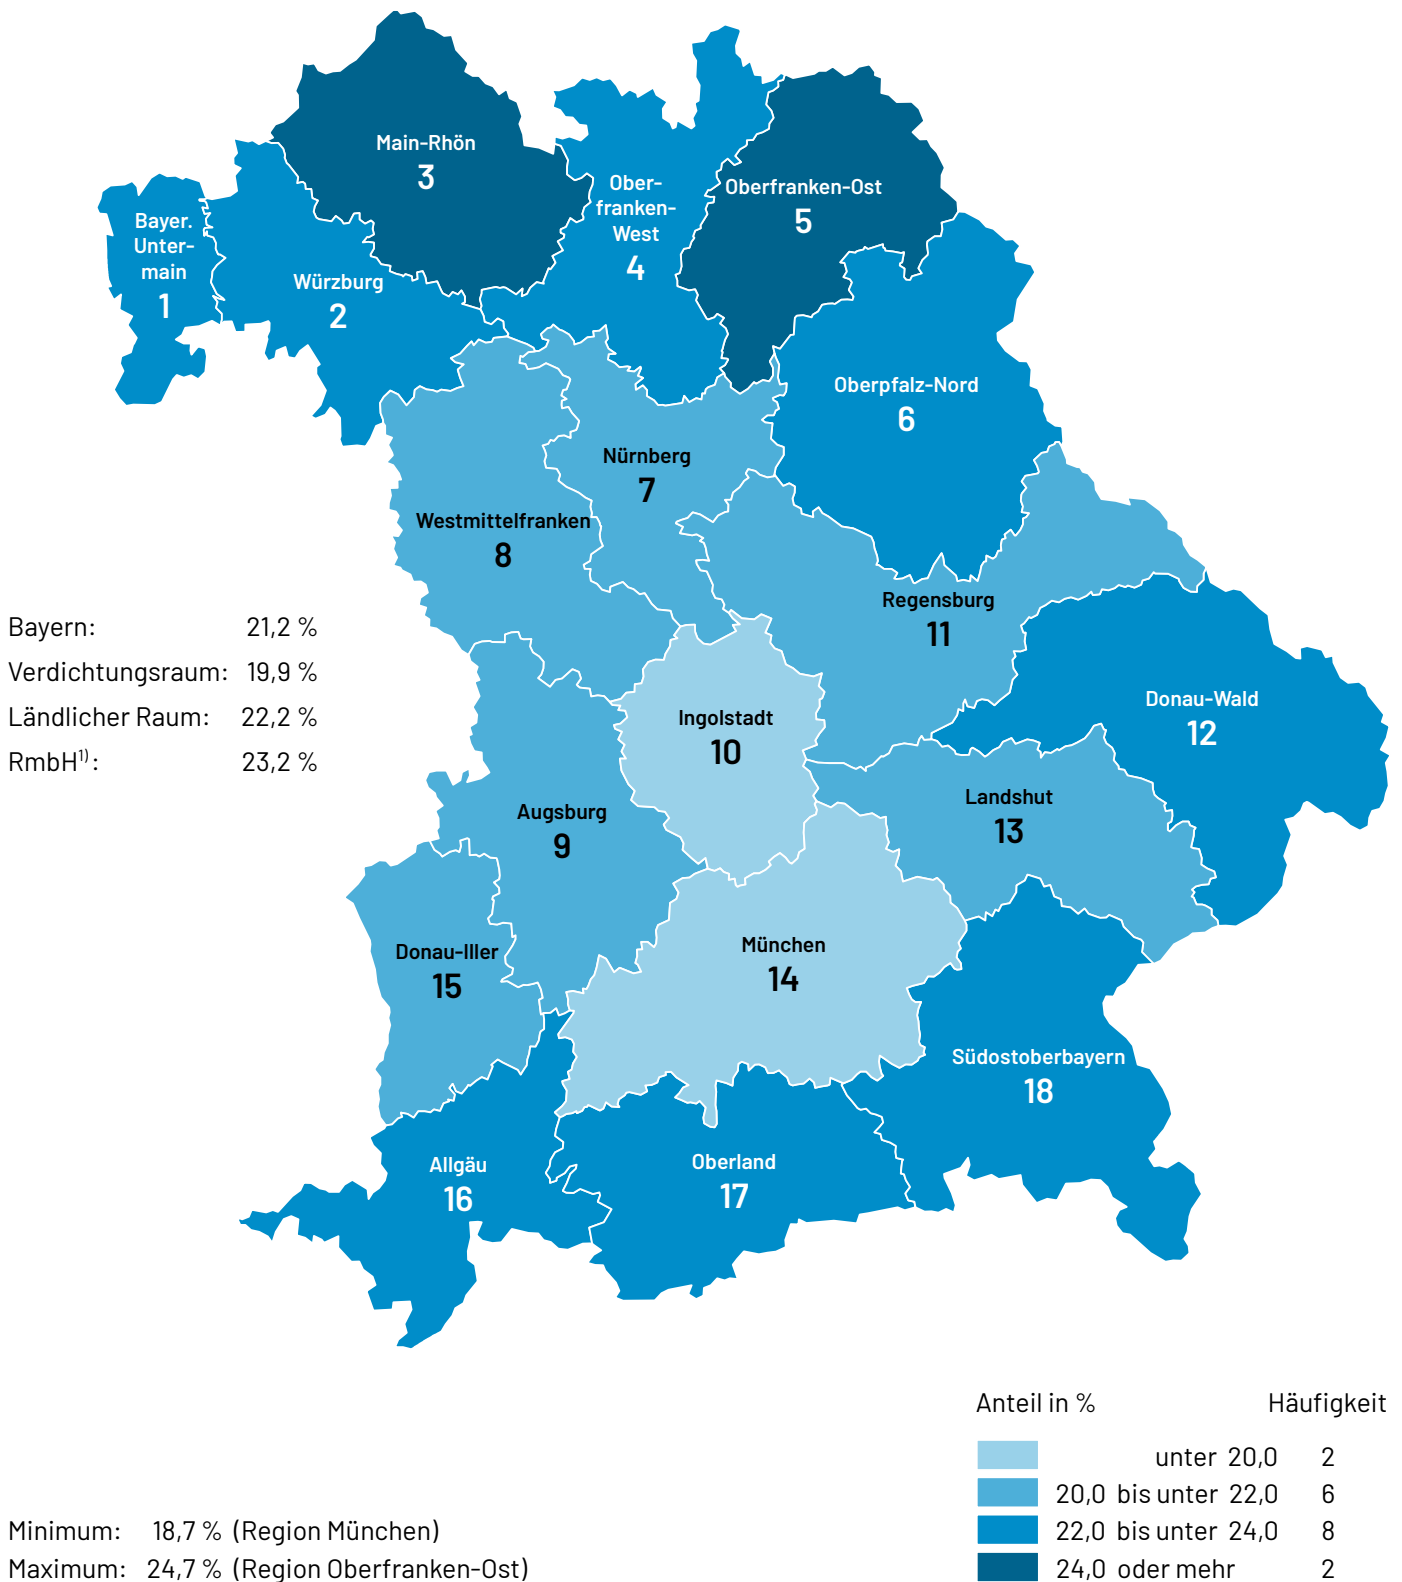 Main-Rhön
3
Ober-
franken-
West
4
Oberfranken-Ost
5
Bayer.
Unter-
main
1
Würzburg
2
Oberpfalz-Nord
6
Nürnberg
7
Westmittelfranken
8
Regensburg
11
Bayern: 21,2 %
Verdichtungsraum: 19,9 %
Ländlicher Raum: 22,2 %
RmbH¹⁾: 23,2 %
Donau-Wald
12
Ingolstadt
10
Landshut
13
Augsburg
9
München
14
Donau-Iller
15
Südostoberbayern
18
Allgäu
16
Oberland
17
Anteil in % Häufigkeit
unter 20,0 2
20,0 bis unter 22,0 6
22,0 bis unter 24,0 8
24,0 oder mehr 2
Minimum: 18,7 % (Region München)
Maximum: 24,7 % (Region Oberfranken-Ost)